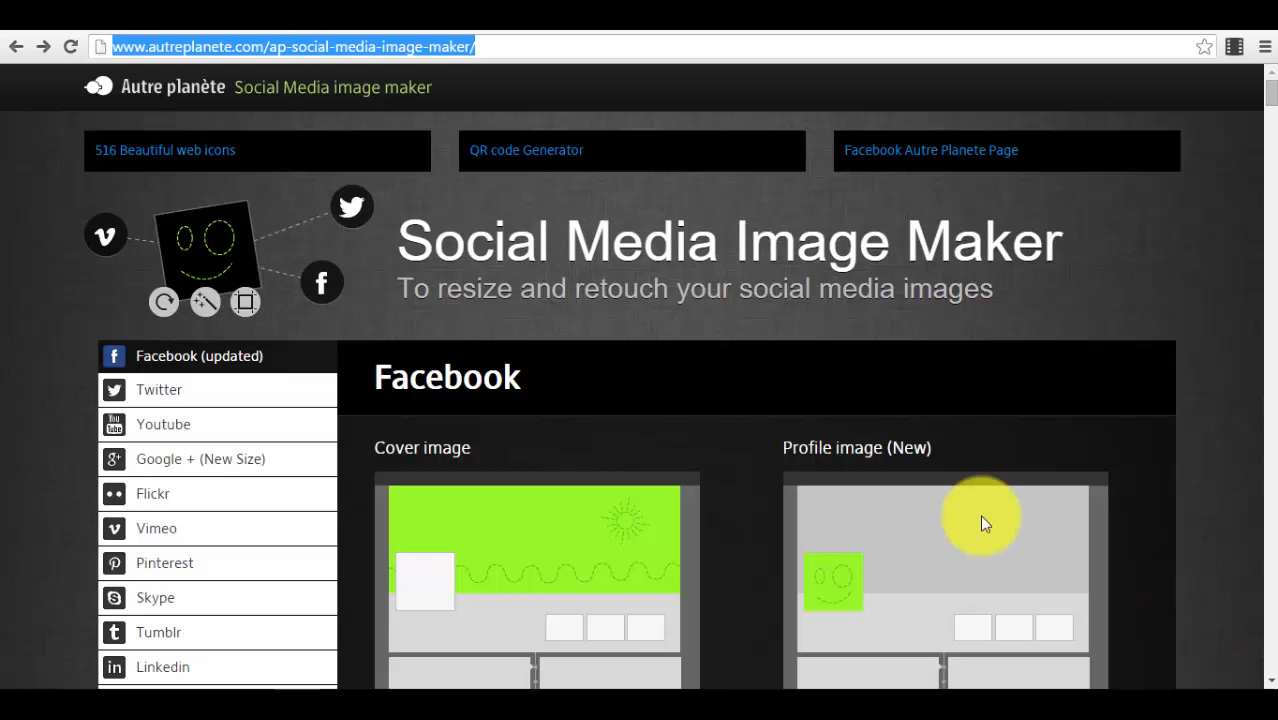 www.autreplanete.com/ap-social-media-image-maker/
Autre planète Social Media image maker
516 Beautiful web icons
QR code Generator
Facebook Autre Planete Page
Social Media Image Maker
To resize and retouch your social media images
Facebook (updated)
Twitter
Youtube
Google + (New Size)
Flickr
Vimeo
Pinterest
Skype
Tumblr
Linkedin
Facebook
Cover image
Profile image (New)